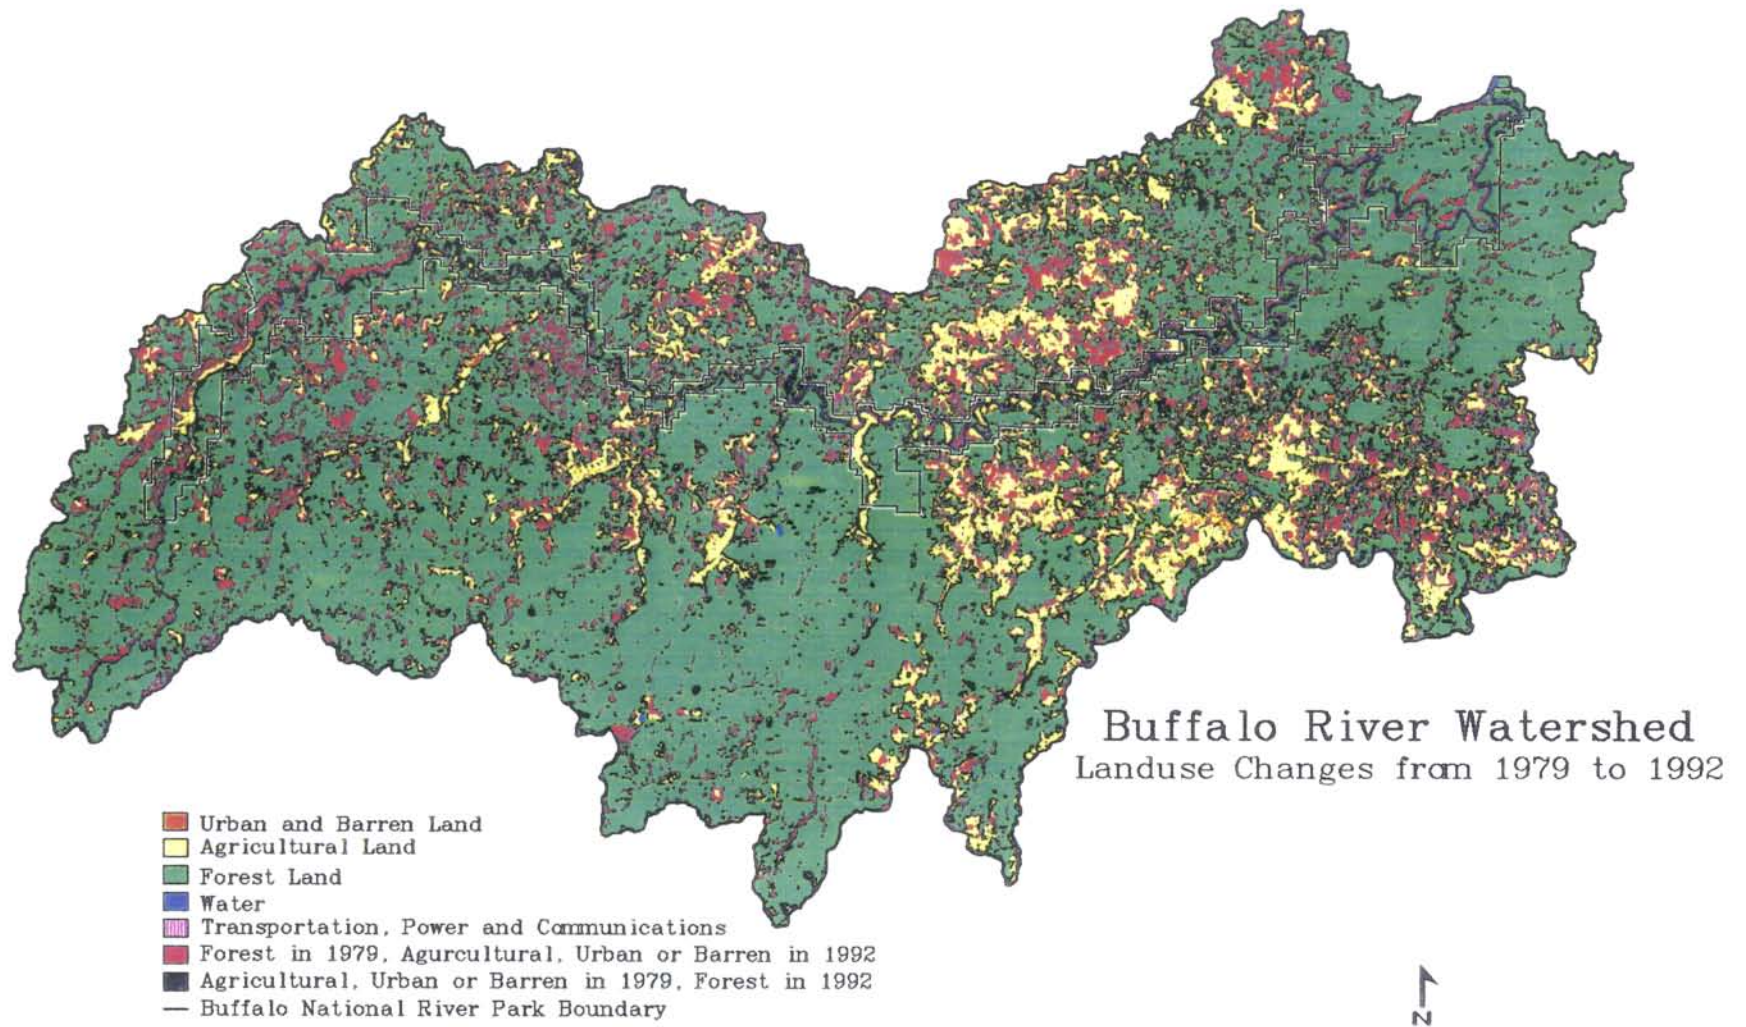 Buffalo River Watershed
Landuse Changes from 1979 to 1992
Urban and Barren Land
Agricultural Land
Forest Land
Water
Transportation, Power and Communications
Forest in 1979, Agurcultural, Urban or Barren in 1992
Agricultural, Urban or Barren in 1979, Forest in 1992
Buffalo National River Park Boundary
N